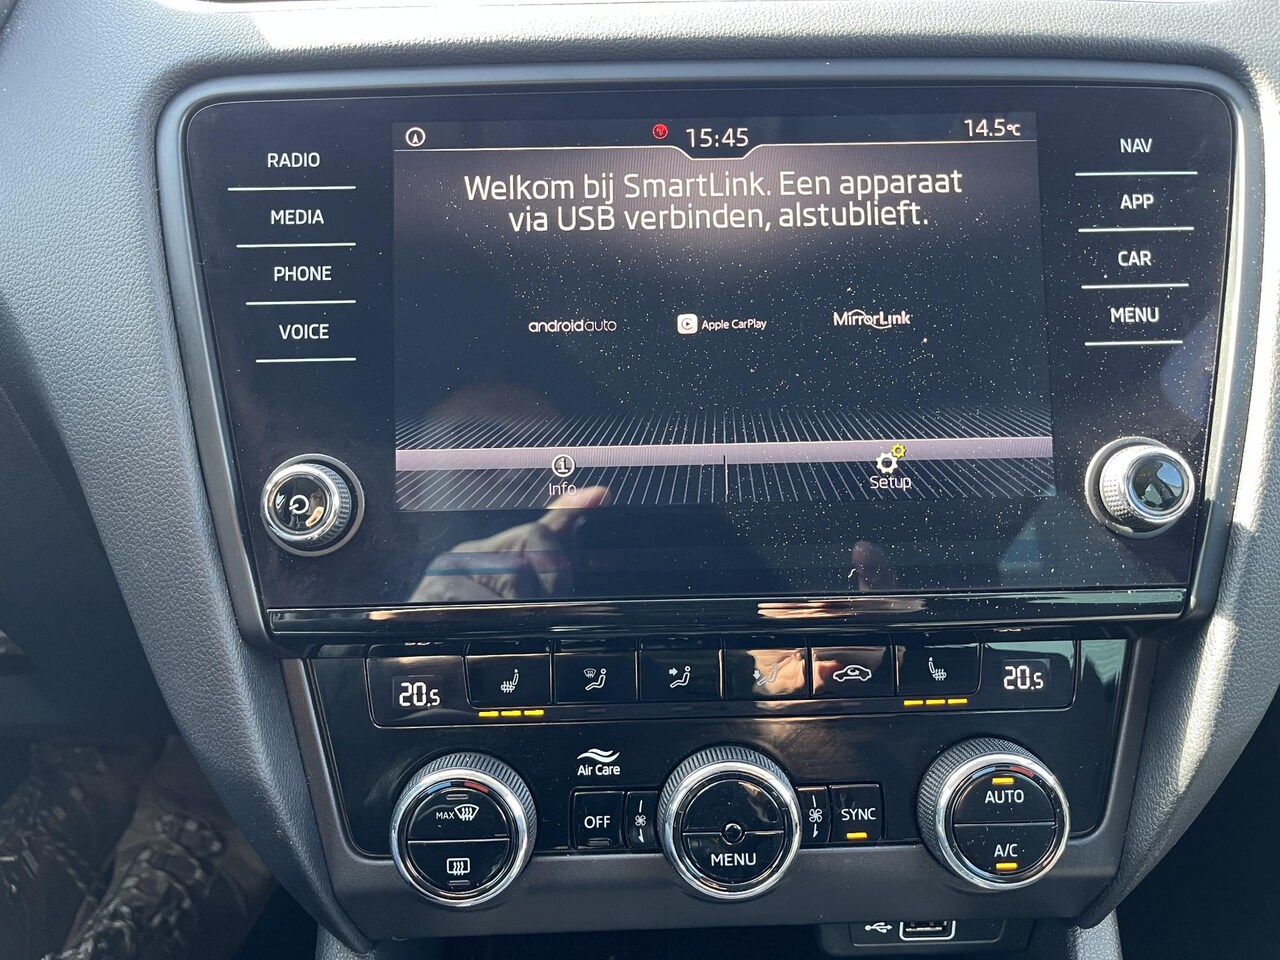 15:45
14.5°C
Welkom bij SmartLink. Een apparaat
via USB verbinden, alstublieft.
androidauto
Apple CarPlay
MirrorLink
Info
Setup
RADIO
MEDIA
PHONE
VOICE
NAV
APP
CAR
MENU
20.5
20.5
Air Care
MAX
OFF
MENU
SYNC
AUTO
A/C